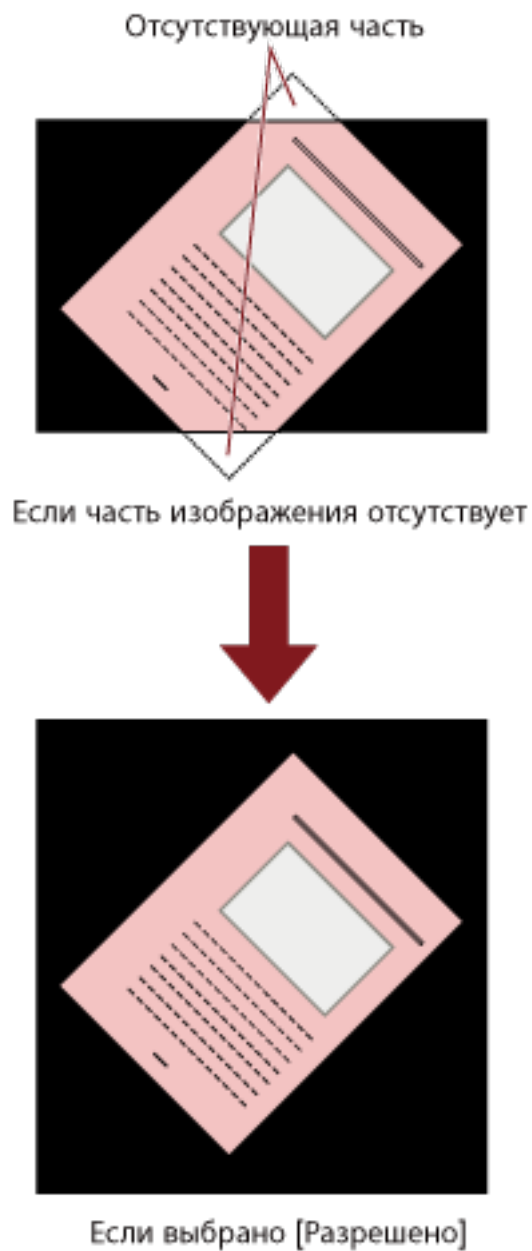 Отсутствующая часть
Если часть изображения отсутствует
Если выбрано [Разрешено]